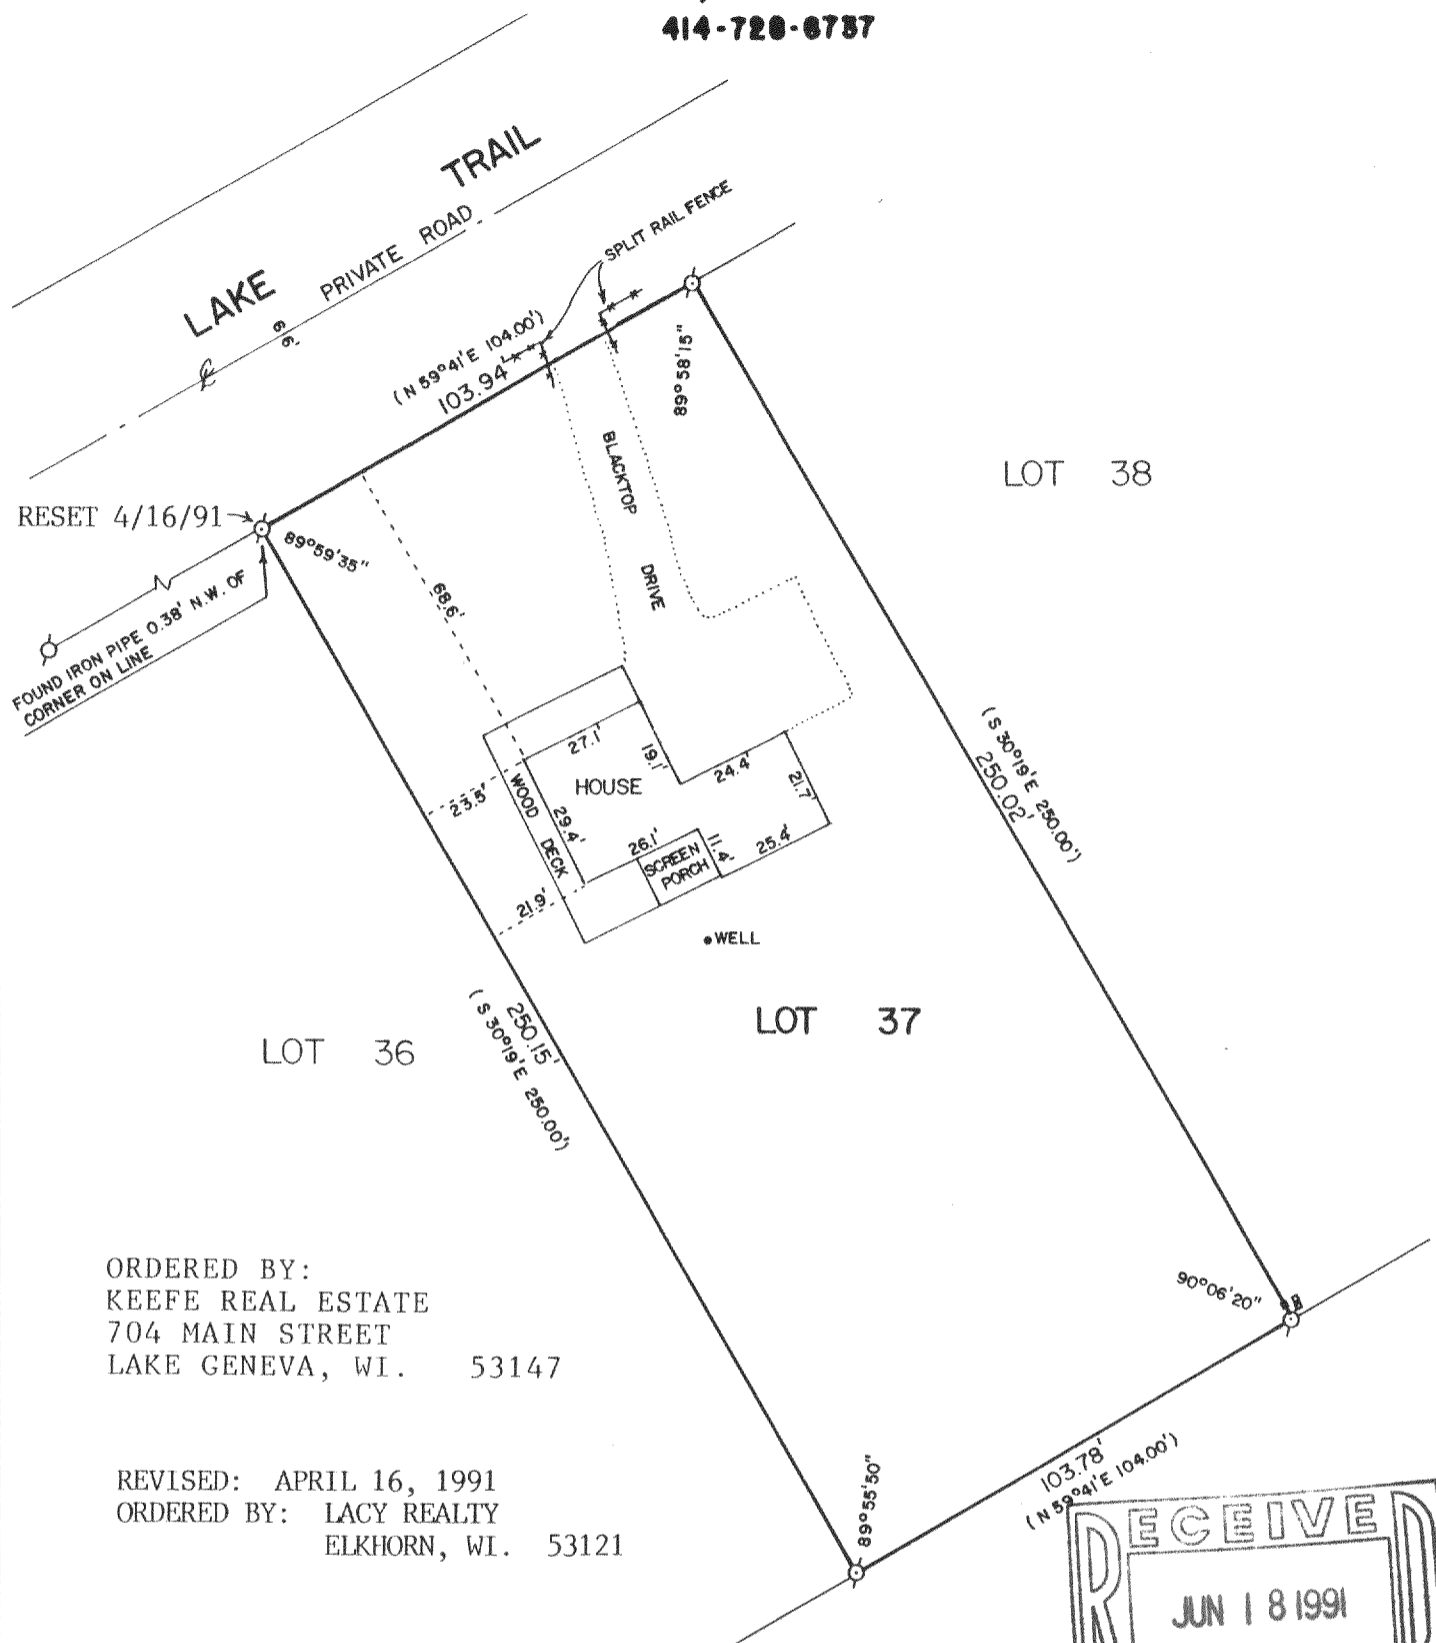 414-728-6737
LAKE TRAIL
PRIVATE ROAD
66'
℄
SPLIT RAIL FENCE
(N 59°41'E 104.00')
103.94'
89°58'15"
BLACKTOP DRIVE
LOT 38
RESET 4/16/91
89°59'35"
FOUND IRON PIPE 0.38' N.W. OF
CORNER ON LINE
68.6'
27.1'
19.1'
HOUSE
24.4'
21.7'
23.5'
WOOD DECK
29.4'
26.1'
SCREEN
PORCH
11.4'
25.4'
21.9'
WELL
(S 30°19'E 250.00')
250.02'
LOT 37
LOT 36
250.15'
(S 30°19'E 250.00')
ORDERED BY:
KEEFE REAL ESTATE
704 MAIN STREET
LAKE GENEVA, WI. 53147
90°06'20"
REVISED: APRIL 16, 1991
ORDERED BY: LACY REALTY
ELKHORN, WI. 53121
89°55'50"
103.78'
(N 59°41'E 104.00')
RECEIVED
JUN 18 1991